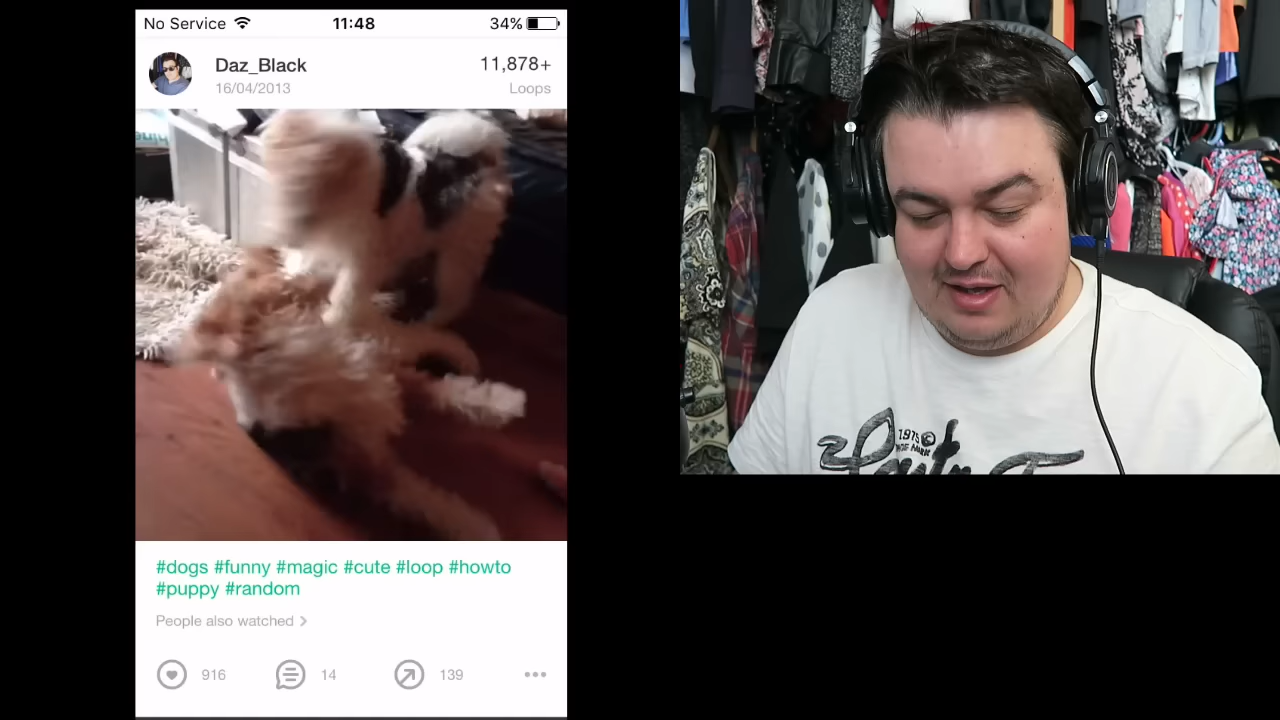 No Service 11:48 34%
Daz_Black 11,878+
16/04/2013 Loops
#dogs #funny #magic #cute #loop #howto
#puppy #random
People also watched >
916 14 139 •••
1975